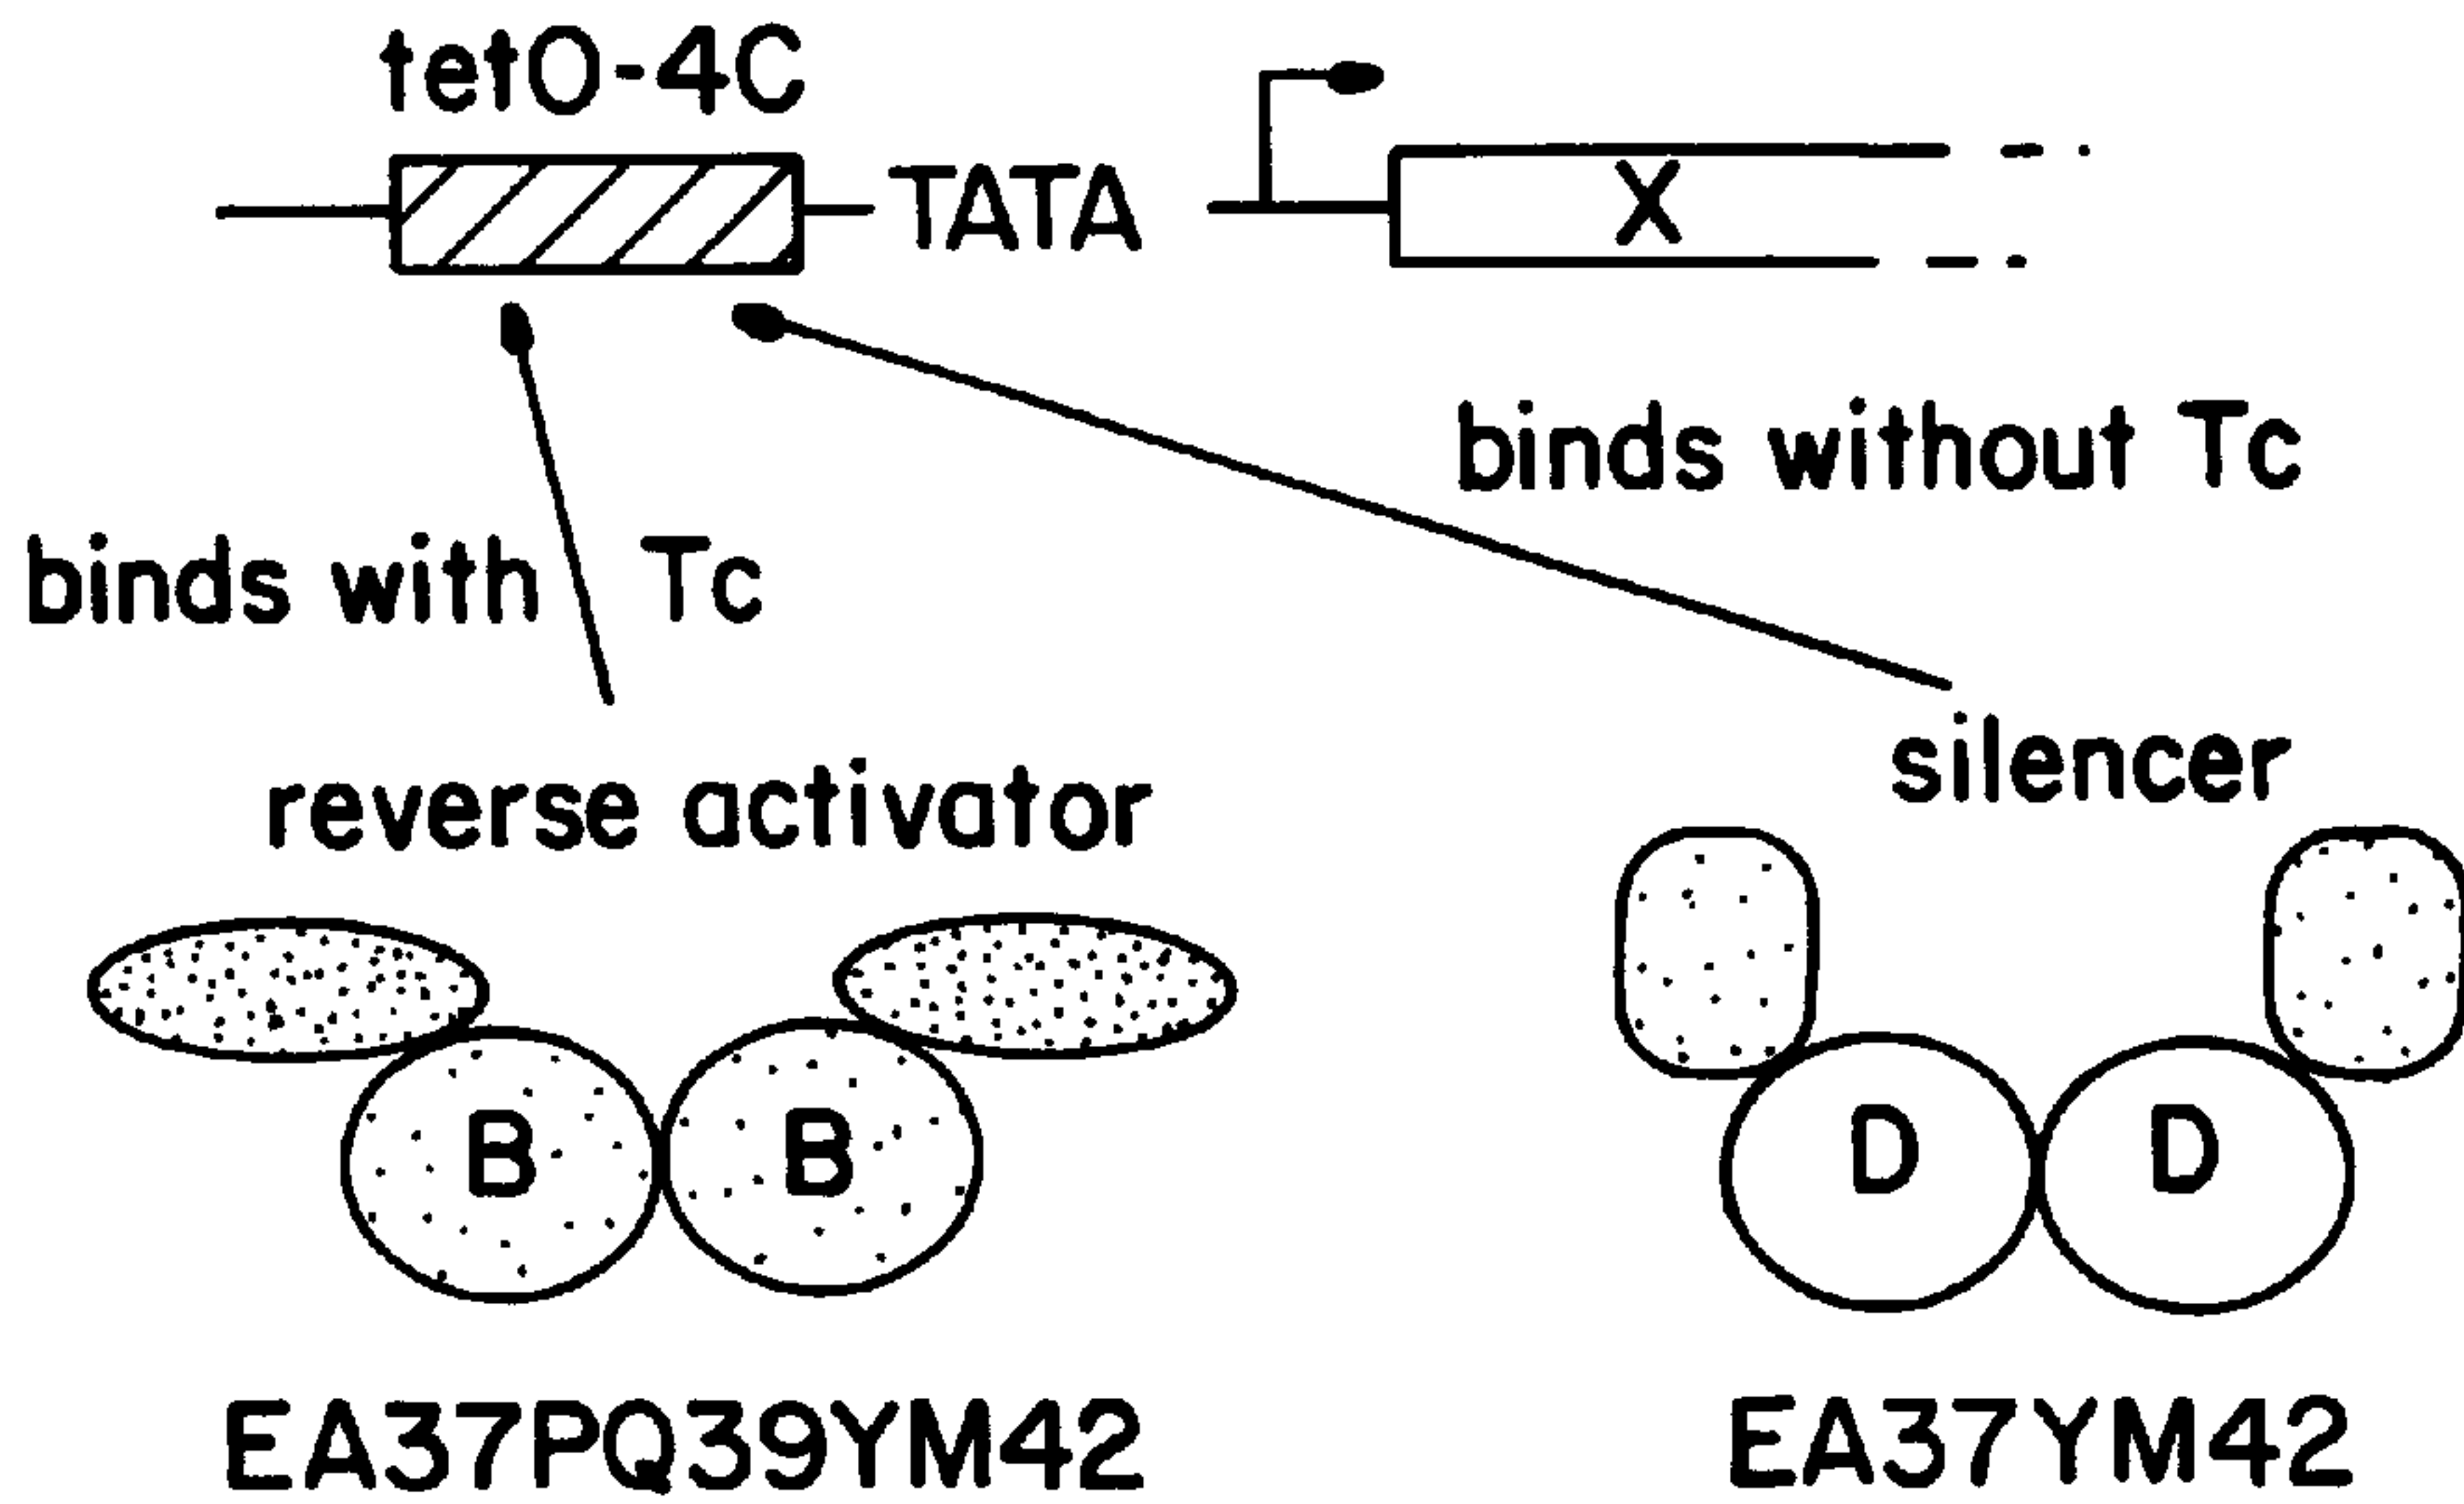 tetO-4C
TATA
X
binds without Tc
binds with Tc
silencer
reverse activator
B B D D
EA37PQ39YM42 EA37YM42